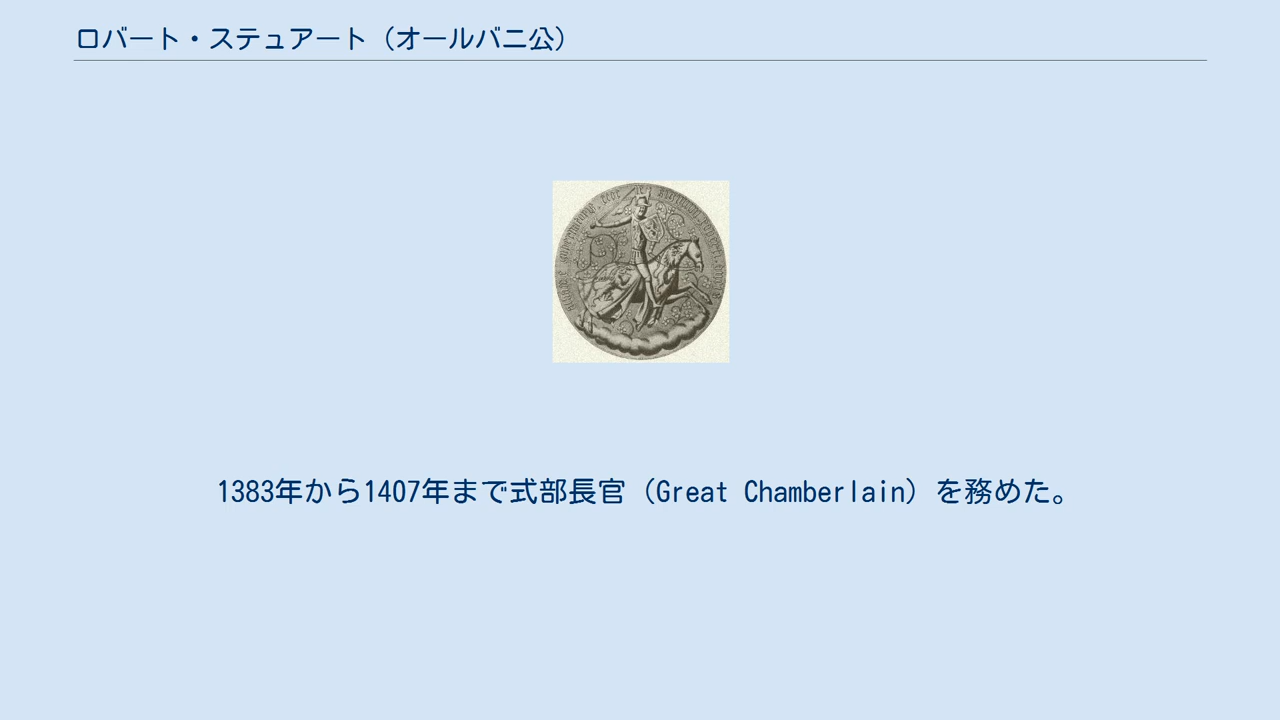 ロバート・ステュアート（オールバニ公）
1383年から1407年まで式部長官（Great Chamberlain）を務めた。